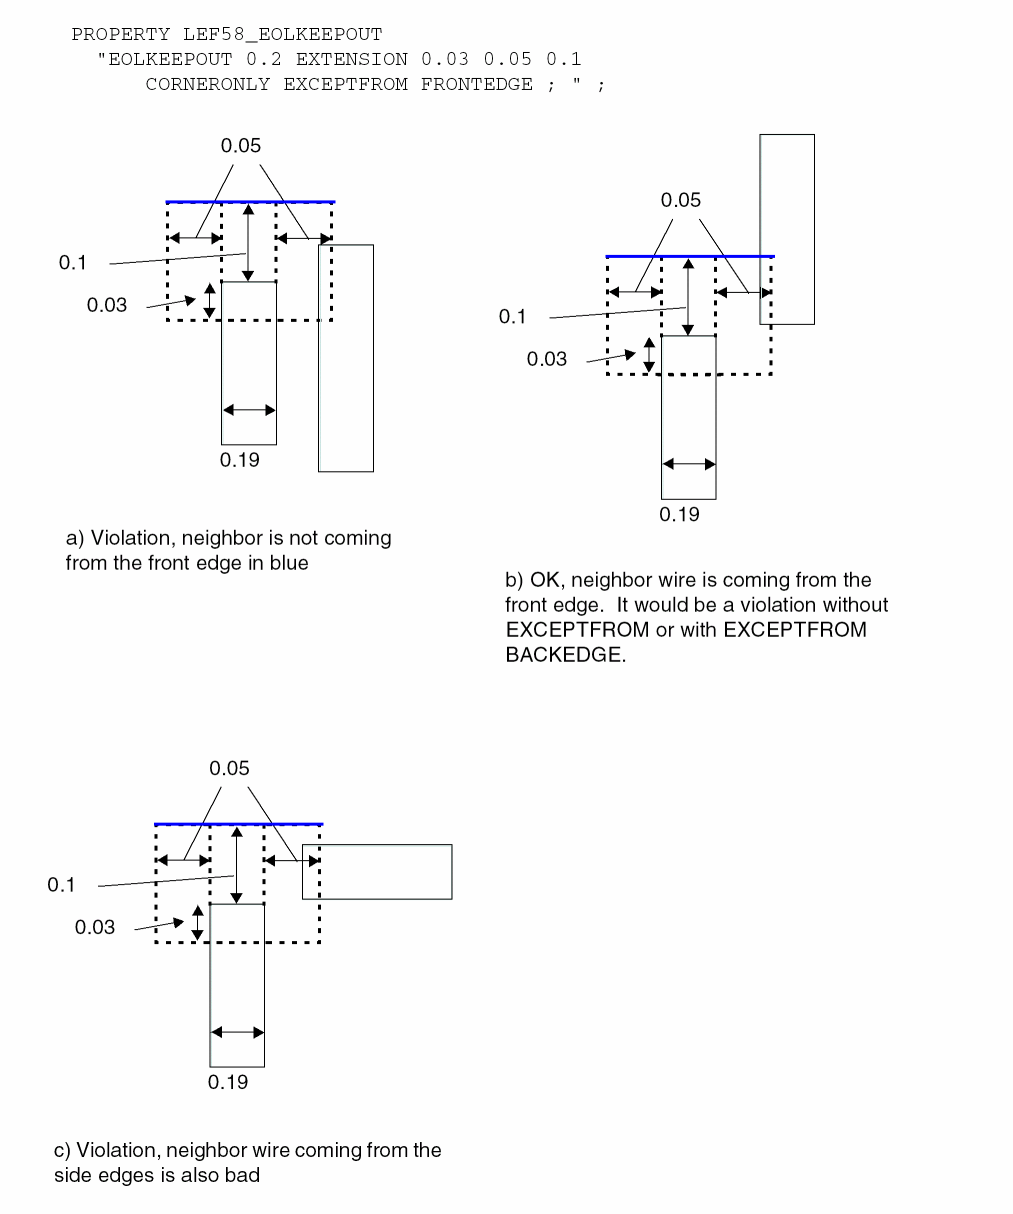 PROPERTY LEF58_EOLKEEPOUT
"EOLKEEPOUT 0.2 EXTENSION 0.03 0.05 0.1
CORNERONLY EXCEPTFROM FRONTEDGE ; " ;
0.05
0.1
0.03
0.19
a) Violation, neighbor is not coming
from the front edge in blue
0.05
0.1
0.03
0.19
b) OK, neighbor wire is coming from the
front edge.  It would be a violation without
EXCEPTFROM or with EXCEPTFROM
BACKEDGE.
0.05
0.1
0.03
0.19
c) Violation, neighbor wire coming from the
side edges is also bad